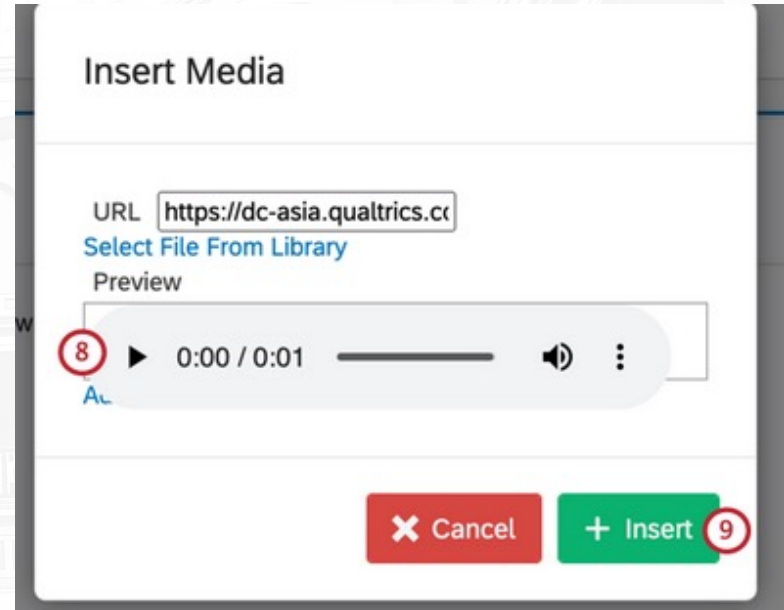 Insert Media
URL https://dc-asia.qualtrics.cc
Select File From Library
Preview
8 0:00 / 0:01
Cancel
Insert 9